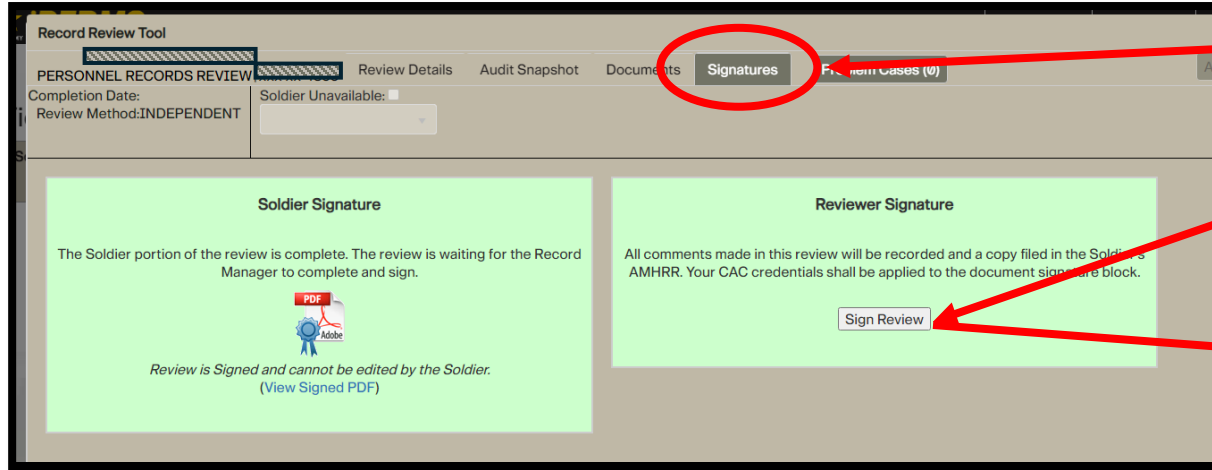 Record Review Tool
PERSONNEL RECORDS REVIEW
Review Details
Audit Snapshot
Documents
Signatures
Problem Cases (0)
Completion Date:
Soldier Unavailable:
Review Method:INDEPENDENT
Soldier Signature
The Soldier portion of the review is complete. The review is waiting for the Record
Manager to complete and sign.
PDF
Adobe
Review is Signed and cannot be edited by the Soldier.
(View Signed PDF)
Reviewer Signature
All comments made in this review will be recorded and a copy filed in the Soldier's
AMHRR. Your CAC credentials shall be applied to the document signature block.
Sign Review